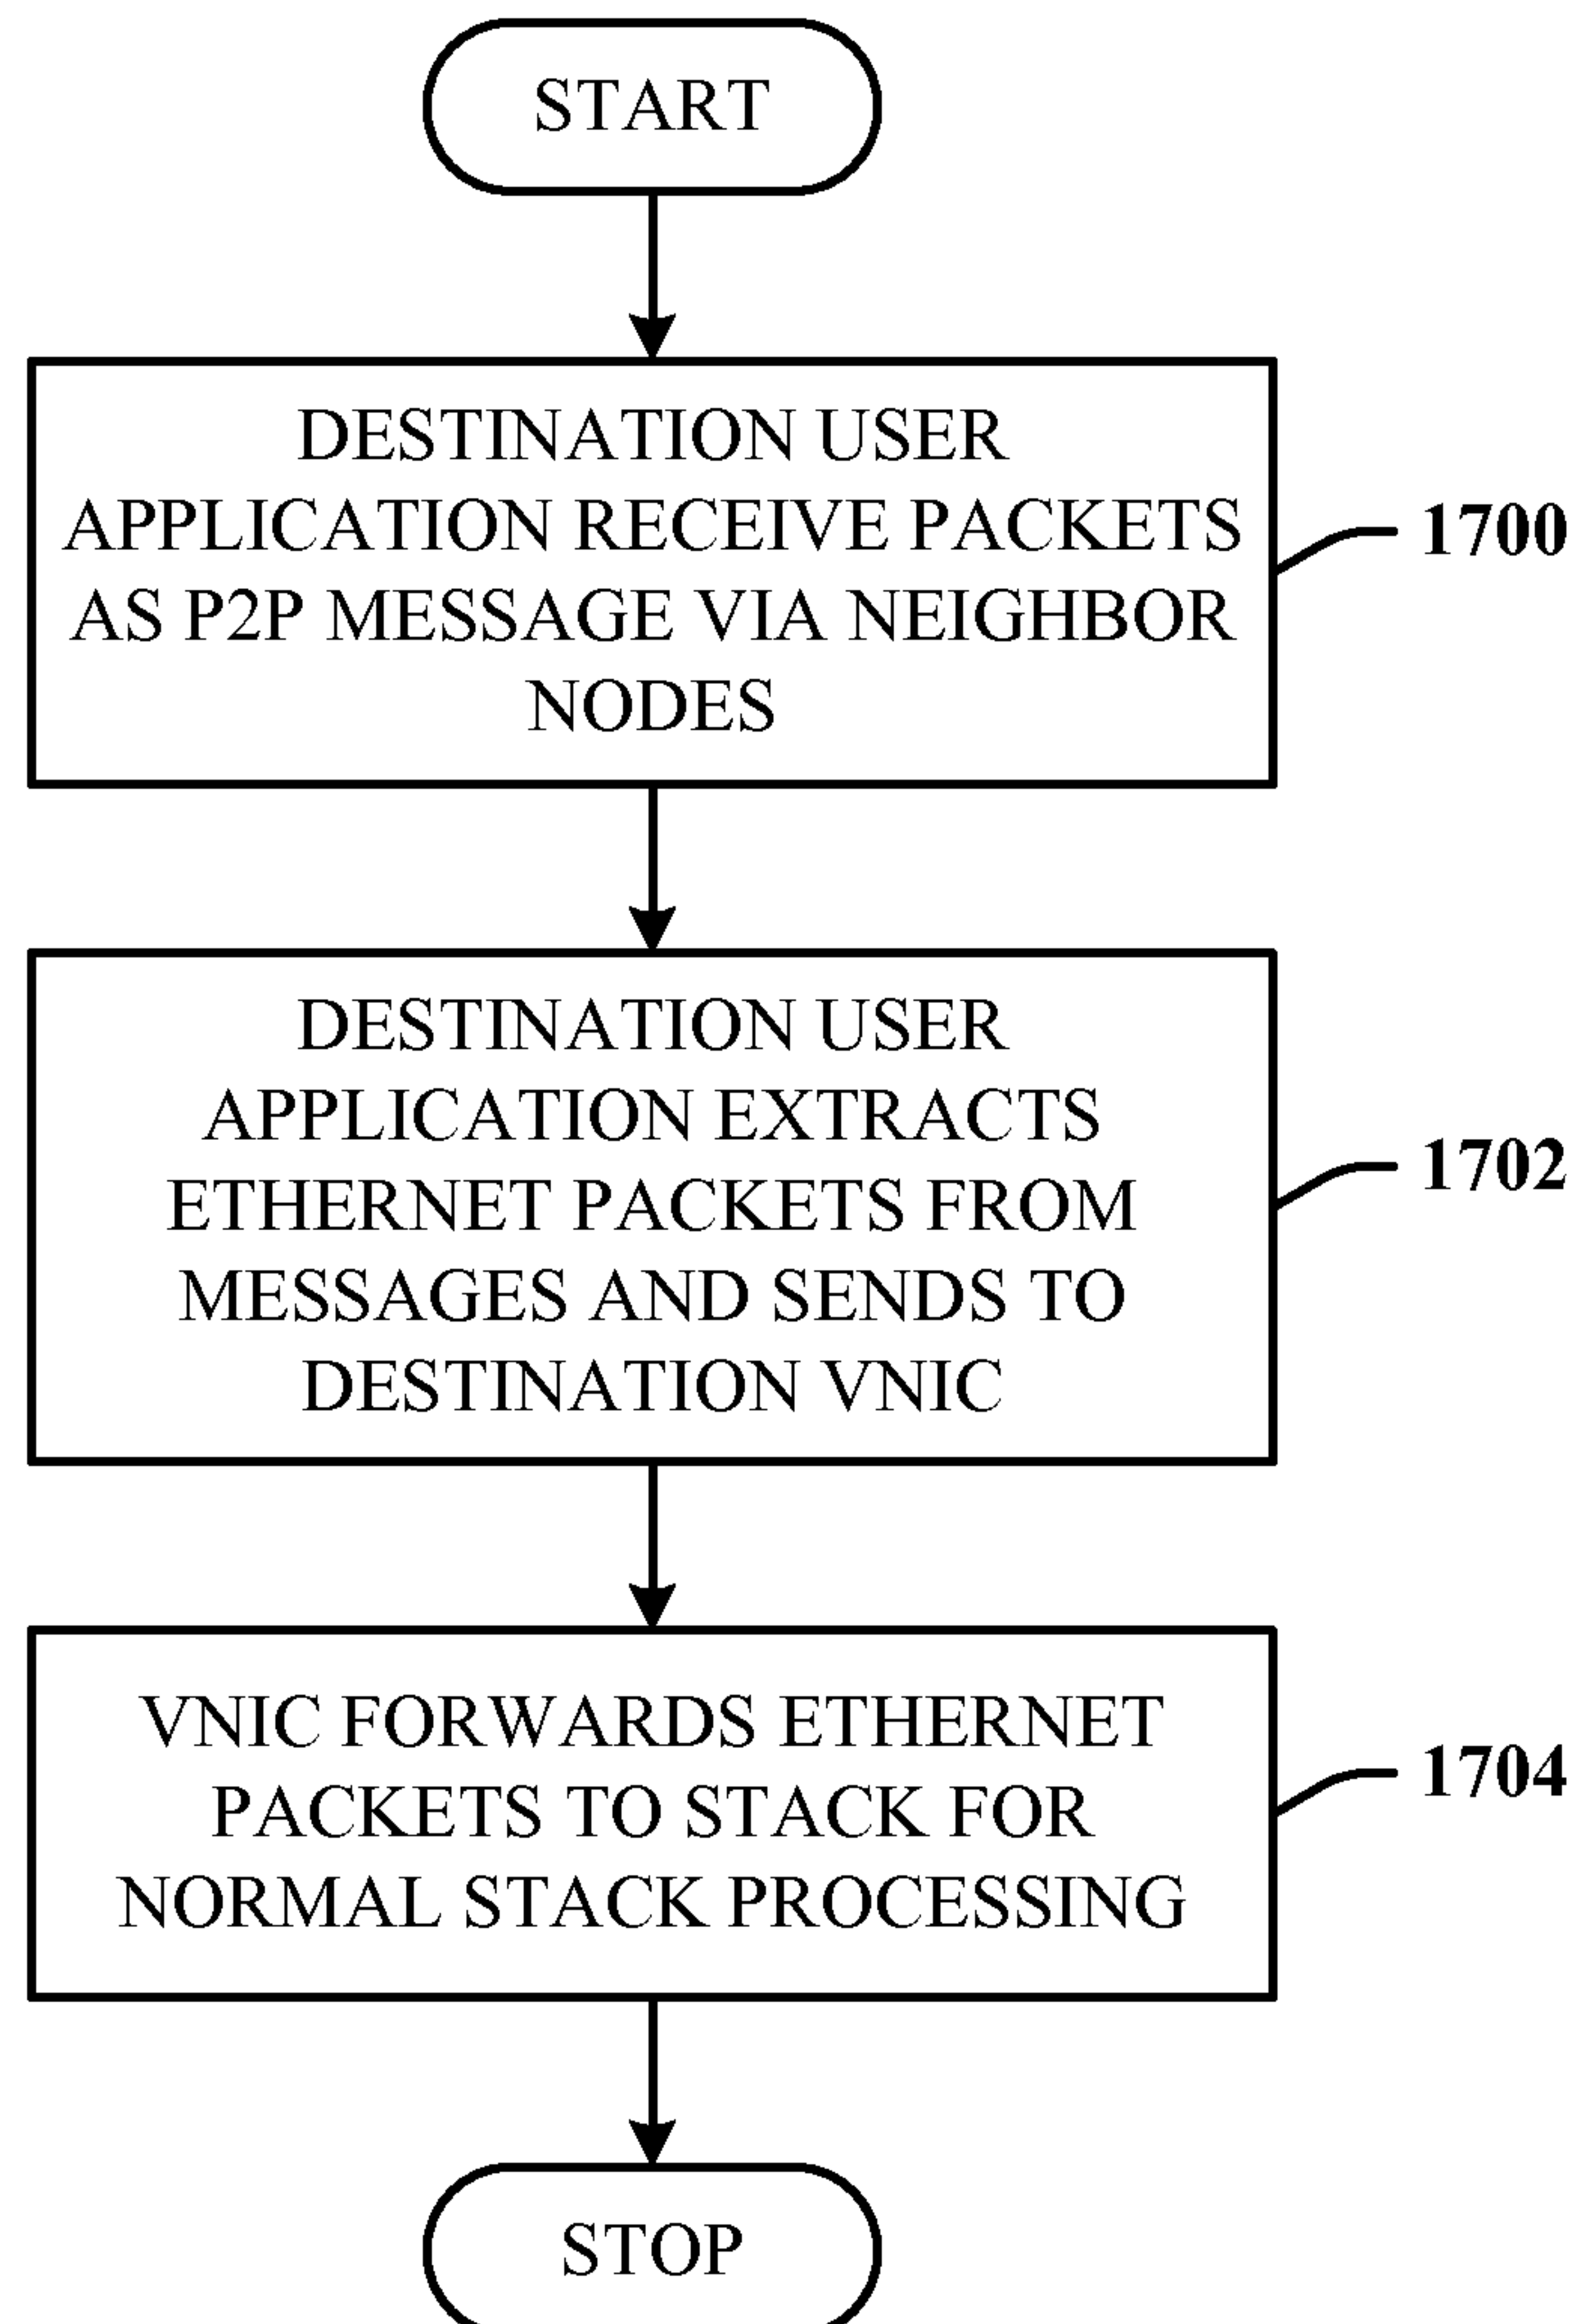 START
DESTINATION USER
APPLICATION RECEIVE PACKETS
AS P2P MESSAGE VIA NEIGHBOR
NODES
1700
DESTINATION USER
APPLICATION EXTRACTS
ETHERNET PACKETS FROM
MESSAGES AND SENDS TO
DESTINATION VNIC
1702
VNIC FORWARDS ETHERNET
PACKETS TO STACK FOR
NORMAL STACK PROCESSING
1704
STOP